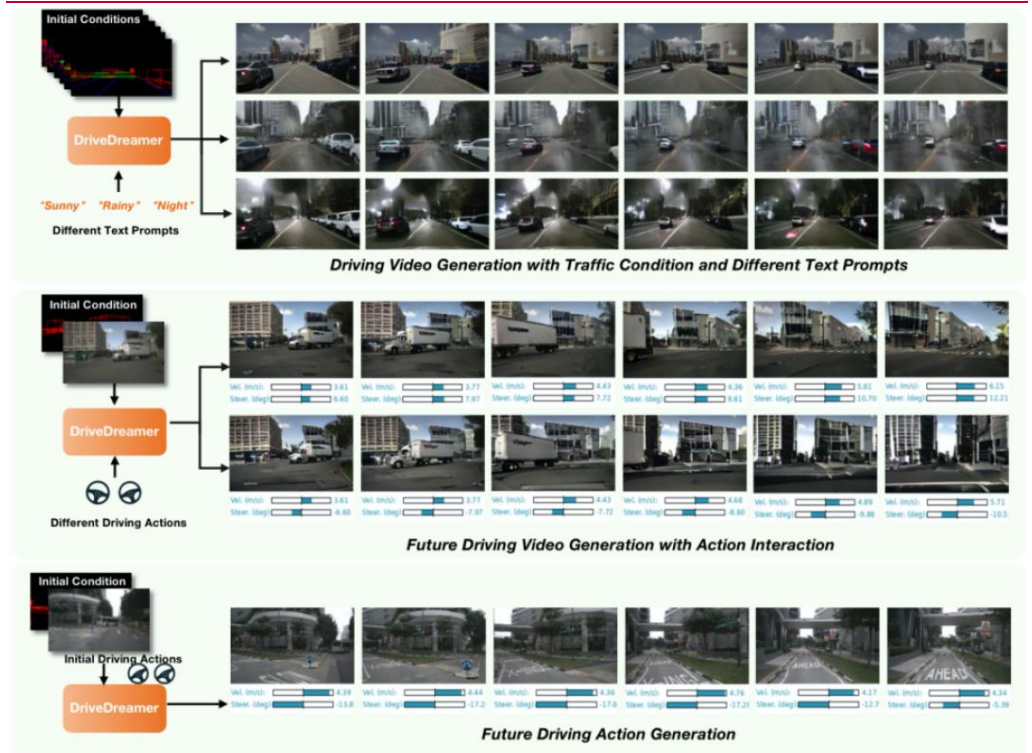 Initial Conditions
DriveDreamer
"Sunny" "Rainy" "Night"
Different Text Prompts
Driving Video Generation with Traffic Condition and Different Text Prompts
Initial Condition
DriveDreamer
Different Driving Actions
Vel. (m/s): 3.61 Vel. (m/s): 3.77 Vel. (m/s): 4.43 Vel. (m/s): 4.36 Vel. (m/s): 5.81 Vel. (m/s): 6.15
Steer. (deg) 6.60 Steer. (deg) 7.97 Steer. (deg) 7.72 Steer. (deg) 8.61 Steer. (deg) 10.70 Steer. (deg) 12.21
Vel. (m/s): 3.61 Vel. (m/s): 3.77 Vel. (m/s): 4.43 Vel. (m/s): 4.68 Vel. (m/s): 4.89 Vel. (m/s): 5.71
Steer. (deg) -6.60 Steer. (deg) -7.97 Steer. (deg) -7.72 Steer. (deg) -8.60 Steer. (deg) -9.86 Steer. (deg) -10.5
Future Driving Video Generation with Action Interaction
Initial Condition
Initial Driving Actions
DriveDreamer
AHEAD AHEAD
Vel. (m/s): 4.39 Vel. (m/s): 4.44 Vel. (m/s): 4.36 Vel. (m/s): 4.76 Vel. (m/s): 4.17 Vel. (m/s): 4.34
Steer. (deg) -13.8 Steer. (deg) -17.2 Steer. (deg) -17.6 Steer. (deg) -17.2 Steer. (deg) -12.7 Steer. (deg) -5.39
Future Driving Action Generation